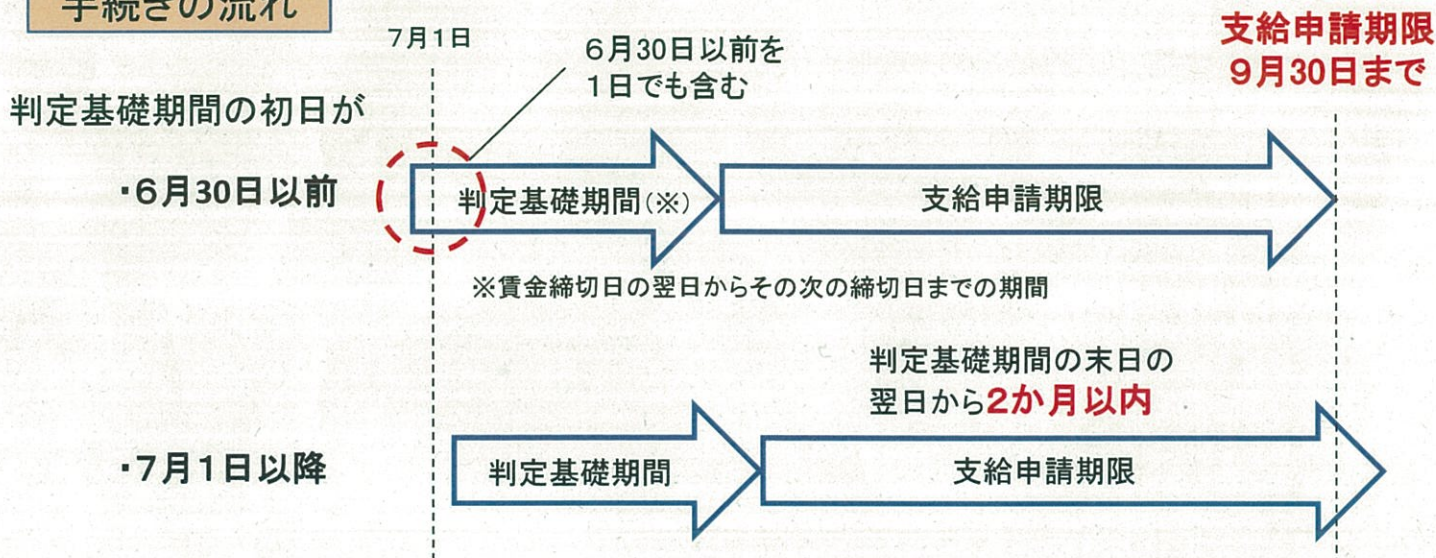 手続きの流れ
7月1日
6月30日以前を
1日でも含む
支給申請期限
9月30日まで
判定基礎期間の初日が
・6月30日以前
判定基礎期間(※)
支給申請期限
※賃金締切日の翌日からその次の締切日までの期間
判定基礎期間の末日の
翌日から2か月以内
・7月1日以降
判定基礎期間
支給申請期限